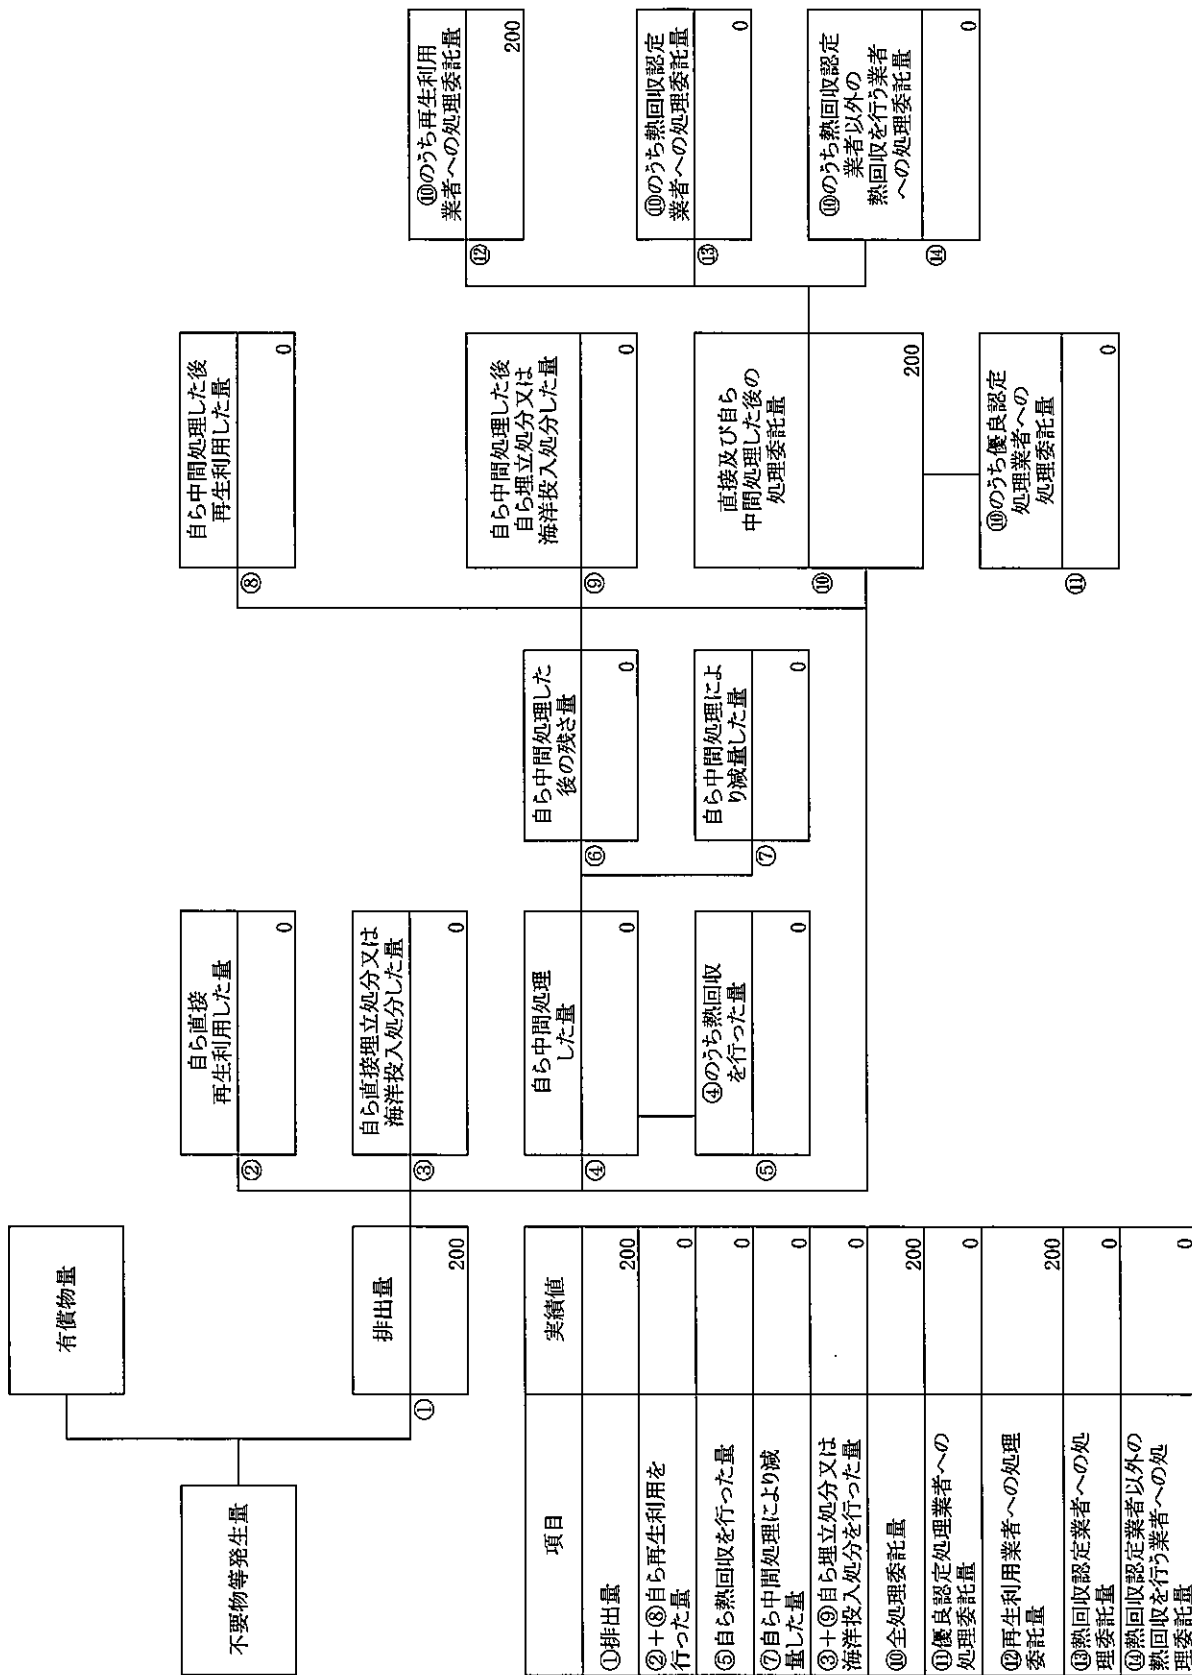 不要物等発生量
有償物量
①
排出量
200
②
自ら直接
再生利用した量
0
③
自ら直接埋立処分又は
海洋投入処分した量
0
④
自ら中間処理
した量
0
⑤
④のうち熱回収
を行った量
0
⑥
自ら中間処理した
後の残さ量
0
⑦
自ら中間処理によ
り減量した量
0
⑧
自ら中間処理した後
再生利用した量
0
⑨
自ら中間処理した後
自ら埋立処分又は
海洋投入処分した量
0
⑩
直接及び自ら
中間処理した後の
処理委託量
200
⑪
⑩のうち優良認定
処理業者への
処理委託量
0
⑫
⑩のうち再生利用
業者への処理委託量
200
⑬
⑩のうち熱回収認定
業者への処理委託量
0
⑭
⑩のうち熱回収認定
業者以外の
熱回収を行う業者
への処理委託量
0
項目 実績値
①排出量 200
②+⑧自ら再生利用を
行った量 0
⑤自ら熱回収を行った量 0
⑦自ら中間処理により減
量した量 0
③+⑨自ら埋立処分又は
海洋投入処分を行った量 0
⑩全処理委託量 200
⑪優良認定処理業者への
処理委託量 0
⑫再生利用業者への処理
委託量 200
⑬熱回収認定業者への処
理委託量 0
⑭熱回収認定業者以外の
熱回収を行う業者への処
理委託量 0